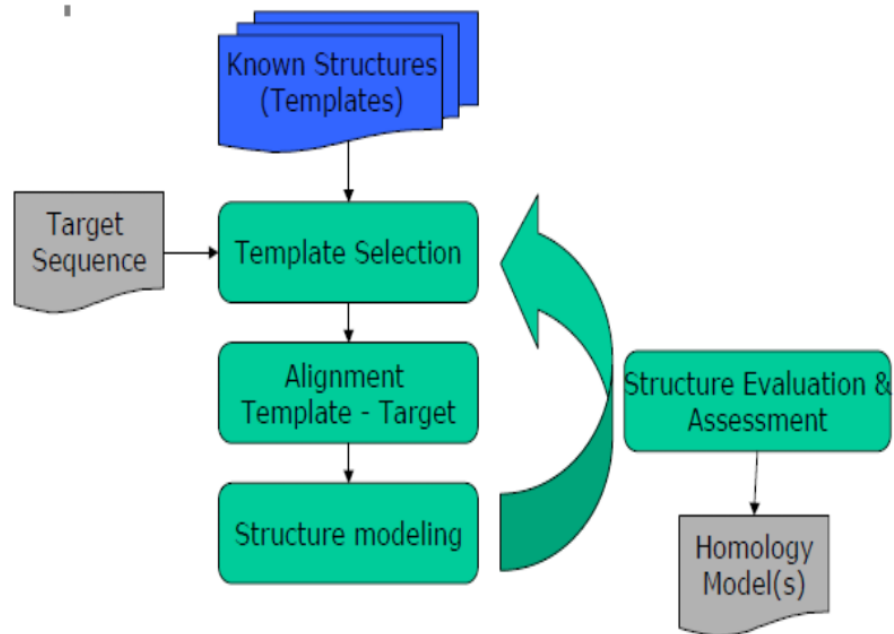 Known Structures
(Templates)
Target
Sequence
Template Selection
Alignment
Template - Target
Structure modeling
Structure Evaluation &
Assessment
Homology
Model(s)